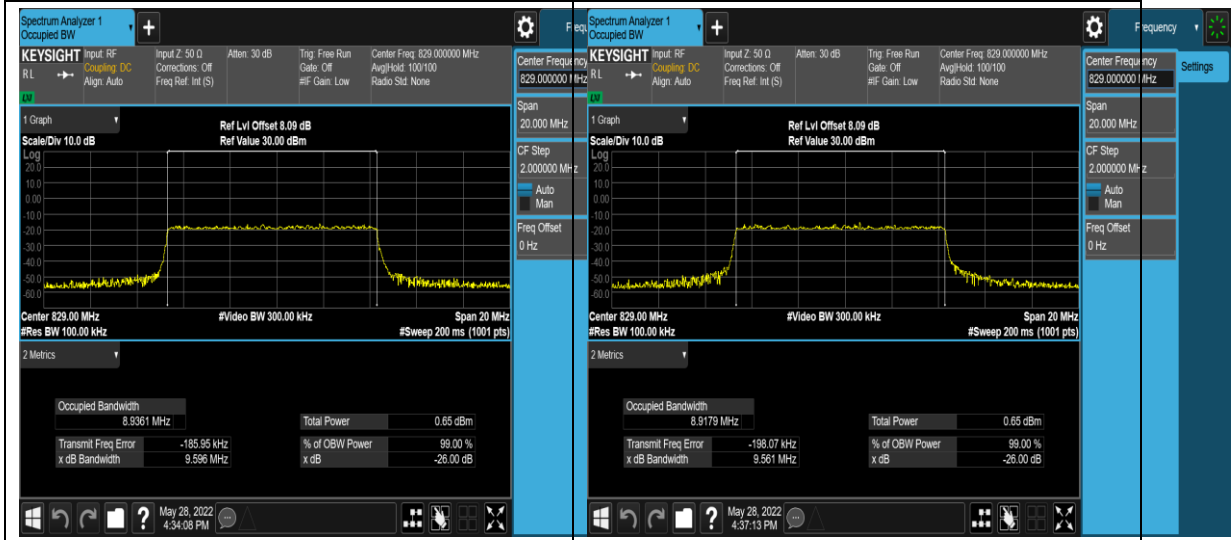 Spectrum Analyzer 1
Occupied BW
+
KEYSIGHT
RL
Input: RF
Coupling: DC
Align: Auto
Input Z: 50 Ω
Corrections: Off
Freq Ref: Int (S)
Atten: 30 dB
Trig: Free Run
Gate: Off
#IF Gain: Low
Center Freq: 829.000000 MHz
Avg|Hold: 100/100
Radio Std: None
1 Graph
Scale/Div 10.0 dB
Ref Lvl Offset 8.09 dB
Ref Value 30.00 dBm
Log
20.0
10.0
0.00
-10.0
-20.0
-30.0
-40.0
-50.0
-60.0
Center 829.00 MHz
#Video BW 300.00 kHz
Span 20 MHz
#Res BW 100.00 kHz
#Sweep 200 ms (1001 pts)
2 Metrics
Occupied Bandwidth
8.9361 MHz
Total Power 0.65 dBm
Transmit Freq Error -185.95 kHz
% of OBW Power 99.00 %
x dB Bandwidth 9.596 MHz
x dB -26.00 dB
?
May 28, 2022
4:34:08 PM
Frequ
Center Frequency
829.000000 MHz
Span
20.000 MHz
CF Step
2.000000 MHz
Auto
Man
Freq Offset
0 Hz
Spectrum Analyzer 1
Occupied BW
+
KEYSIGHT
RL
Input: RF
Coupling: DC
Align: Auto
Input Z: 50 Ω
Corrections: Off
Freq Ref: Int (S)
Atten: 30 dB
Trig: Free Run
Gate: Off
#IF Gain: Low
Center Freq: 829.000000 MHz
Avg|Hold: 100/100
Radio Std: None
1 Graph
Scale/Div 10.0 dB
Ref Lvl Offset 8.09 dB
Ref Value 30.00 dBm
Log
20.0
10.0
0.00
-10.0
-20.0
-30.0
-40.0
-50.0
-60.0
Center 829.00 MHz
#Video BW 300.00 kHz
Span 20 MHz
#Res BW 100.00 kHz
#Sweep 200 ms (1001 pts)
2 Metrics
Occupied Bandwidth
8.9179 MHz
Total Power 0.65 dBm
Transmit Freq Error -198.07 kHz
% of OBW Power 99.00 %
x dB Bandwidth 9.561 MHz
x dB -26.00 dB
?
May 28, 2022
4:37:13 PM
Frequency
Settings
Center Frequency
829.000000 MHz
Span
20.000 MHz
CF Step
2.000000 MHz
Auto
Man
Freq Offset
0 Hz